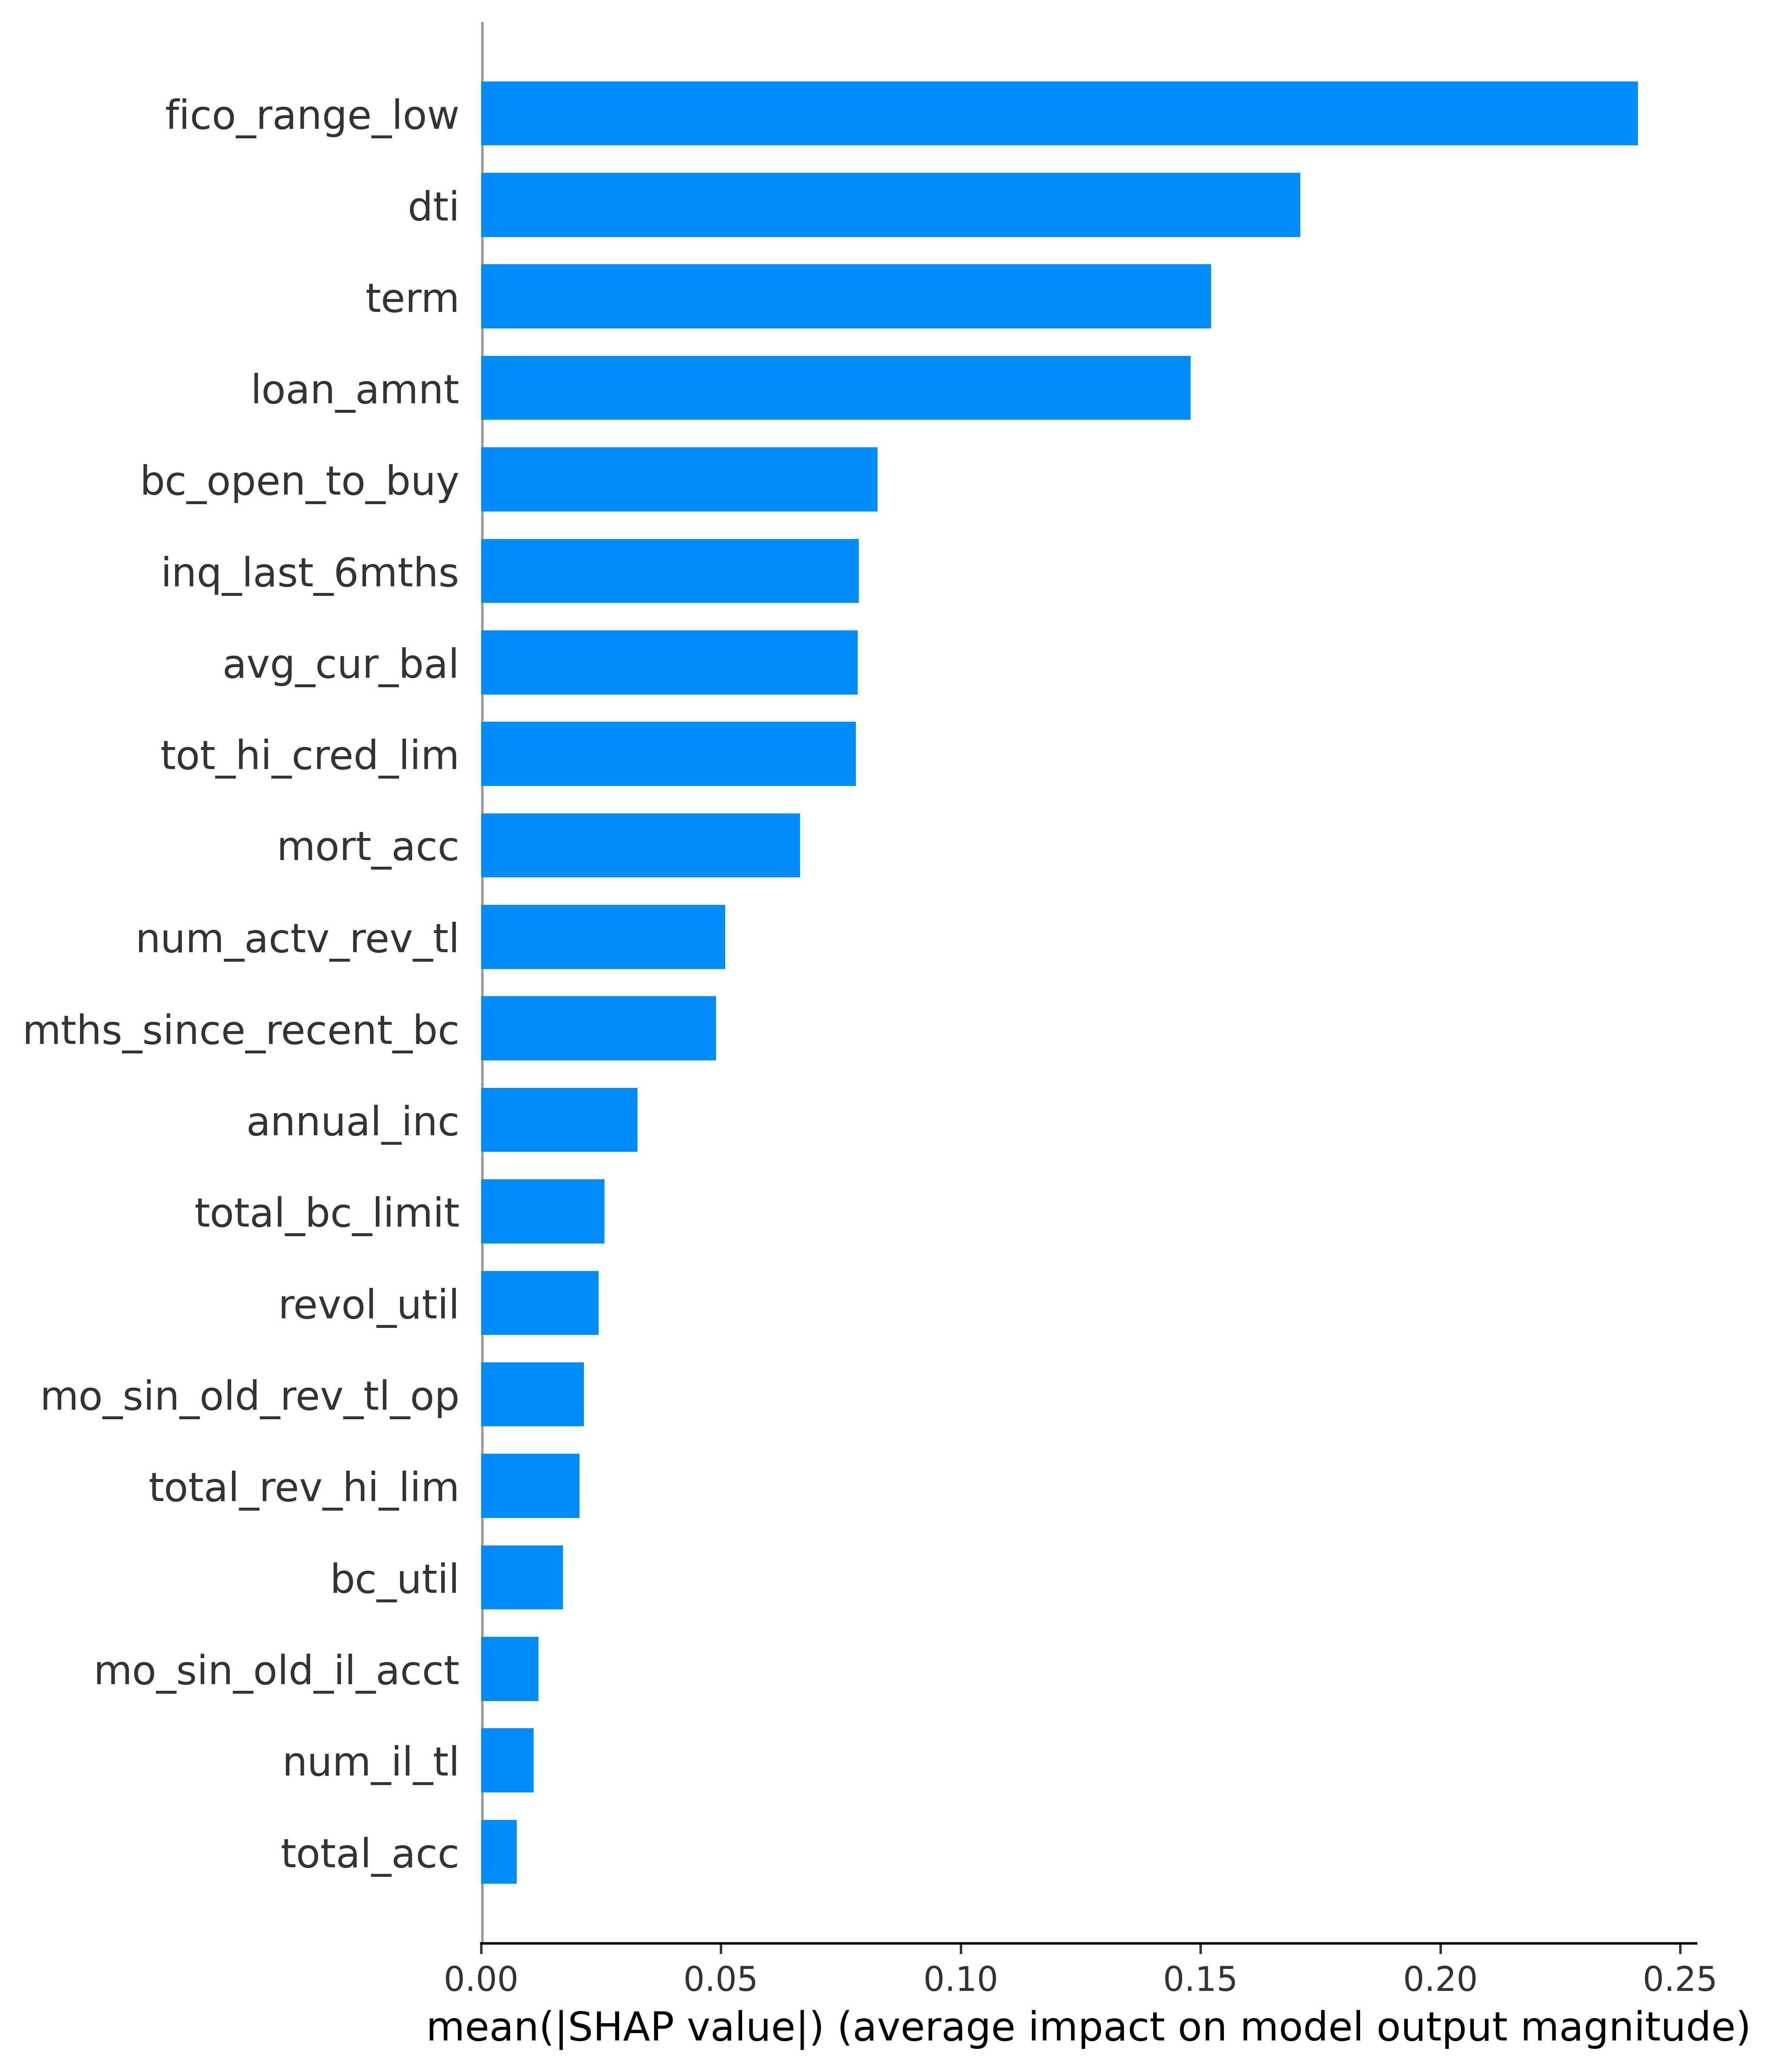 fico_range_low
dti
term
loan_amnt
bc_open_to_buy
inq_last_6mths
avg_cur_bal
tot_hi_cred_lim
mort_acc
num_actv_rev_tl
mths_since_recent_bc
annual_inc
total_bc_limit
revol_util
mo_sin_old_rev_tl_op
total_rev_hi_lim
bc_util
mo_sin_old_il_acct
num_il_tl
total_acc
0.00 0.05 0.10 0.15 0.20 0.25
mean(|SHAP value|) (average impact on model output magnitude)